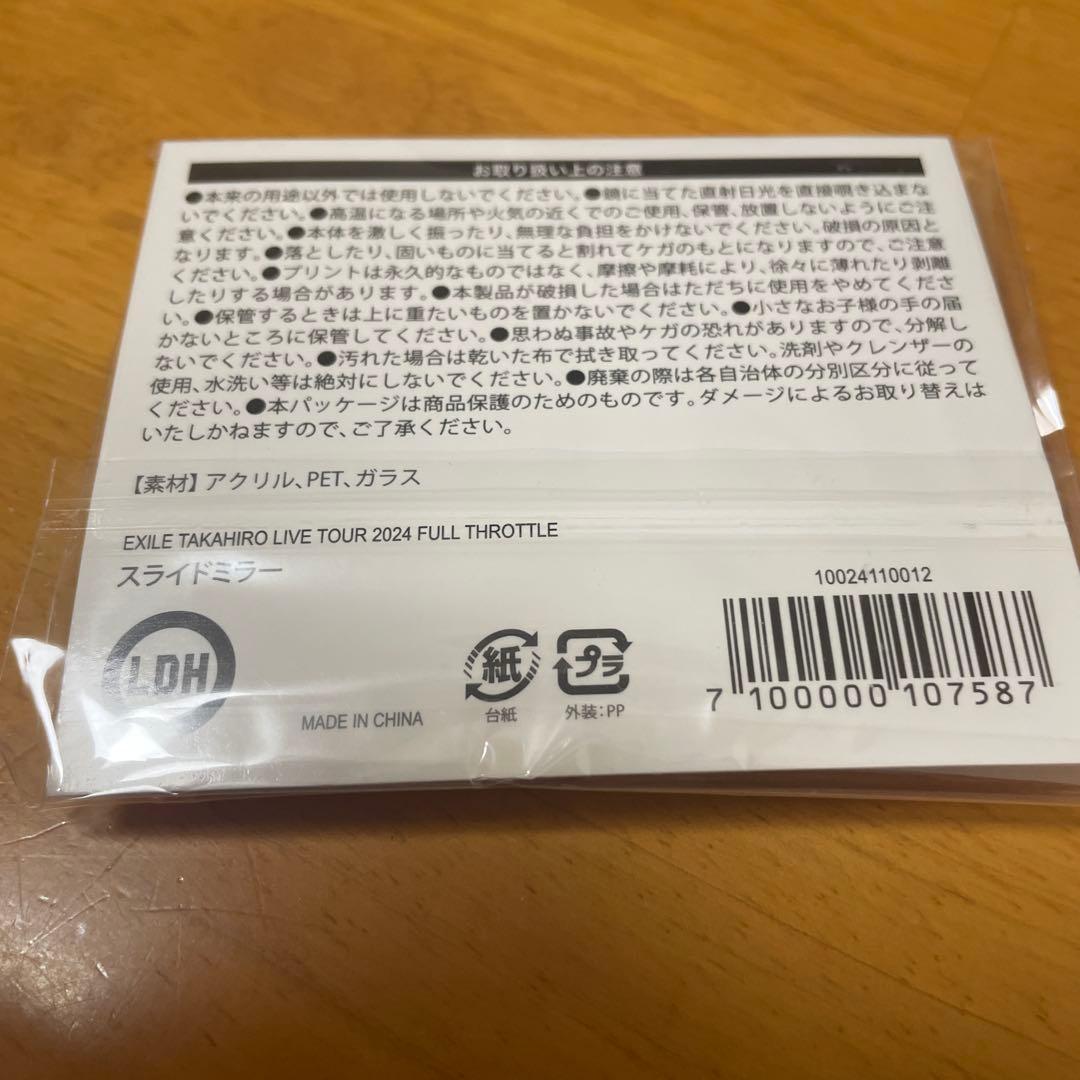 お取り扱い上の注意
●本来の用途以外では使用しないでください。●鏡に当てた直射日光を直接覗き込まな
いでください。●高温になる場所や火気の近くでのご使用、保管、放置しないようにご注
意ください。●本体を激しく振ったり、無理な負担をかけないでください。破損の原因と
なります。●落としたり、固いものに当てると割れてケガのもとになりますので、ご注意
ください。●プリントは永久的なものではなく、摩擦や摩耗により、徐々に薄れたり剥離
したりする場合があります。●本製品が破損した場合はただちに使用をやめてくださ
い。●保管するときは上に重たいものを置かないでください。●小さなお子様の手の届
かないところに保管してください。●思わぬ事故やケガの恐れがありますので、分解し
ないでください。●汚れた場合は乾いた布で拭き取ってください。洗剤やクレンザーの
使用、水洗い等は絶対にしないでください。●廃棄の際は各自治体の分別区分に従って
ください。●本パッケージは商品保護のためのものです。ダメージによるお取り替えは
いたしかねますので、ご了承ください。
【素材】アクリル、PET、ガラス
EXILE TAKAHIRO LIVE TOUR 2024 FULL THROTTLE
スライドミラー
10024110012
LDH
MADE IN CHINA
紙
台紙
プラ
外装:PP
7 100000 107587